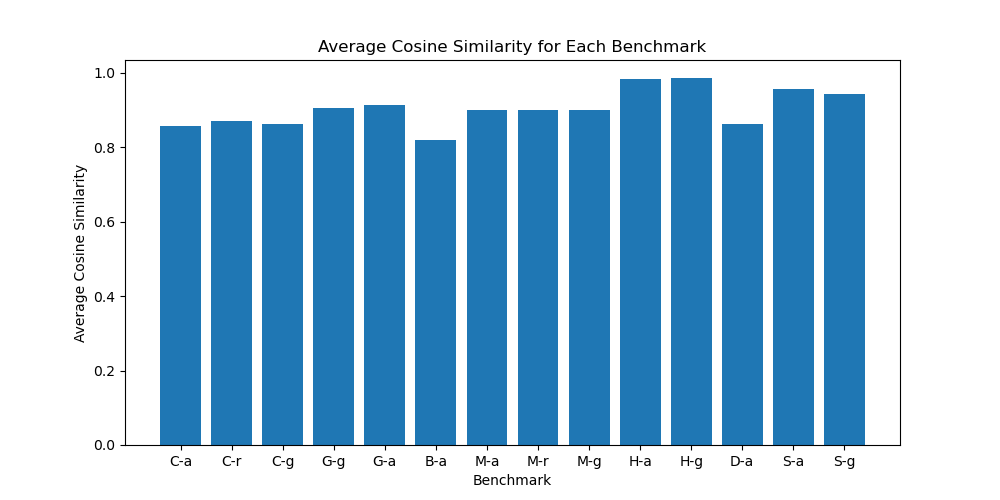 Average Cosine Similarity for Each Benchmark
Average Cosine Similarity
1.0
0.8
0.6
0.4
0.2
0.0
C-a C-r C-g G-g G-a B-a M-a M-r M-g H-a H-g D-a S-a S-g
Benchmark